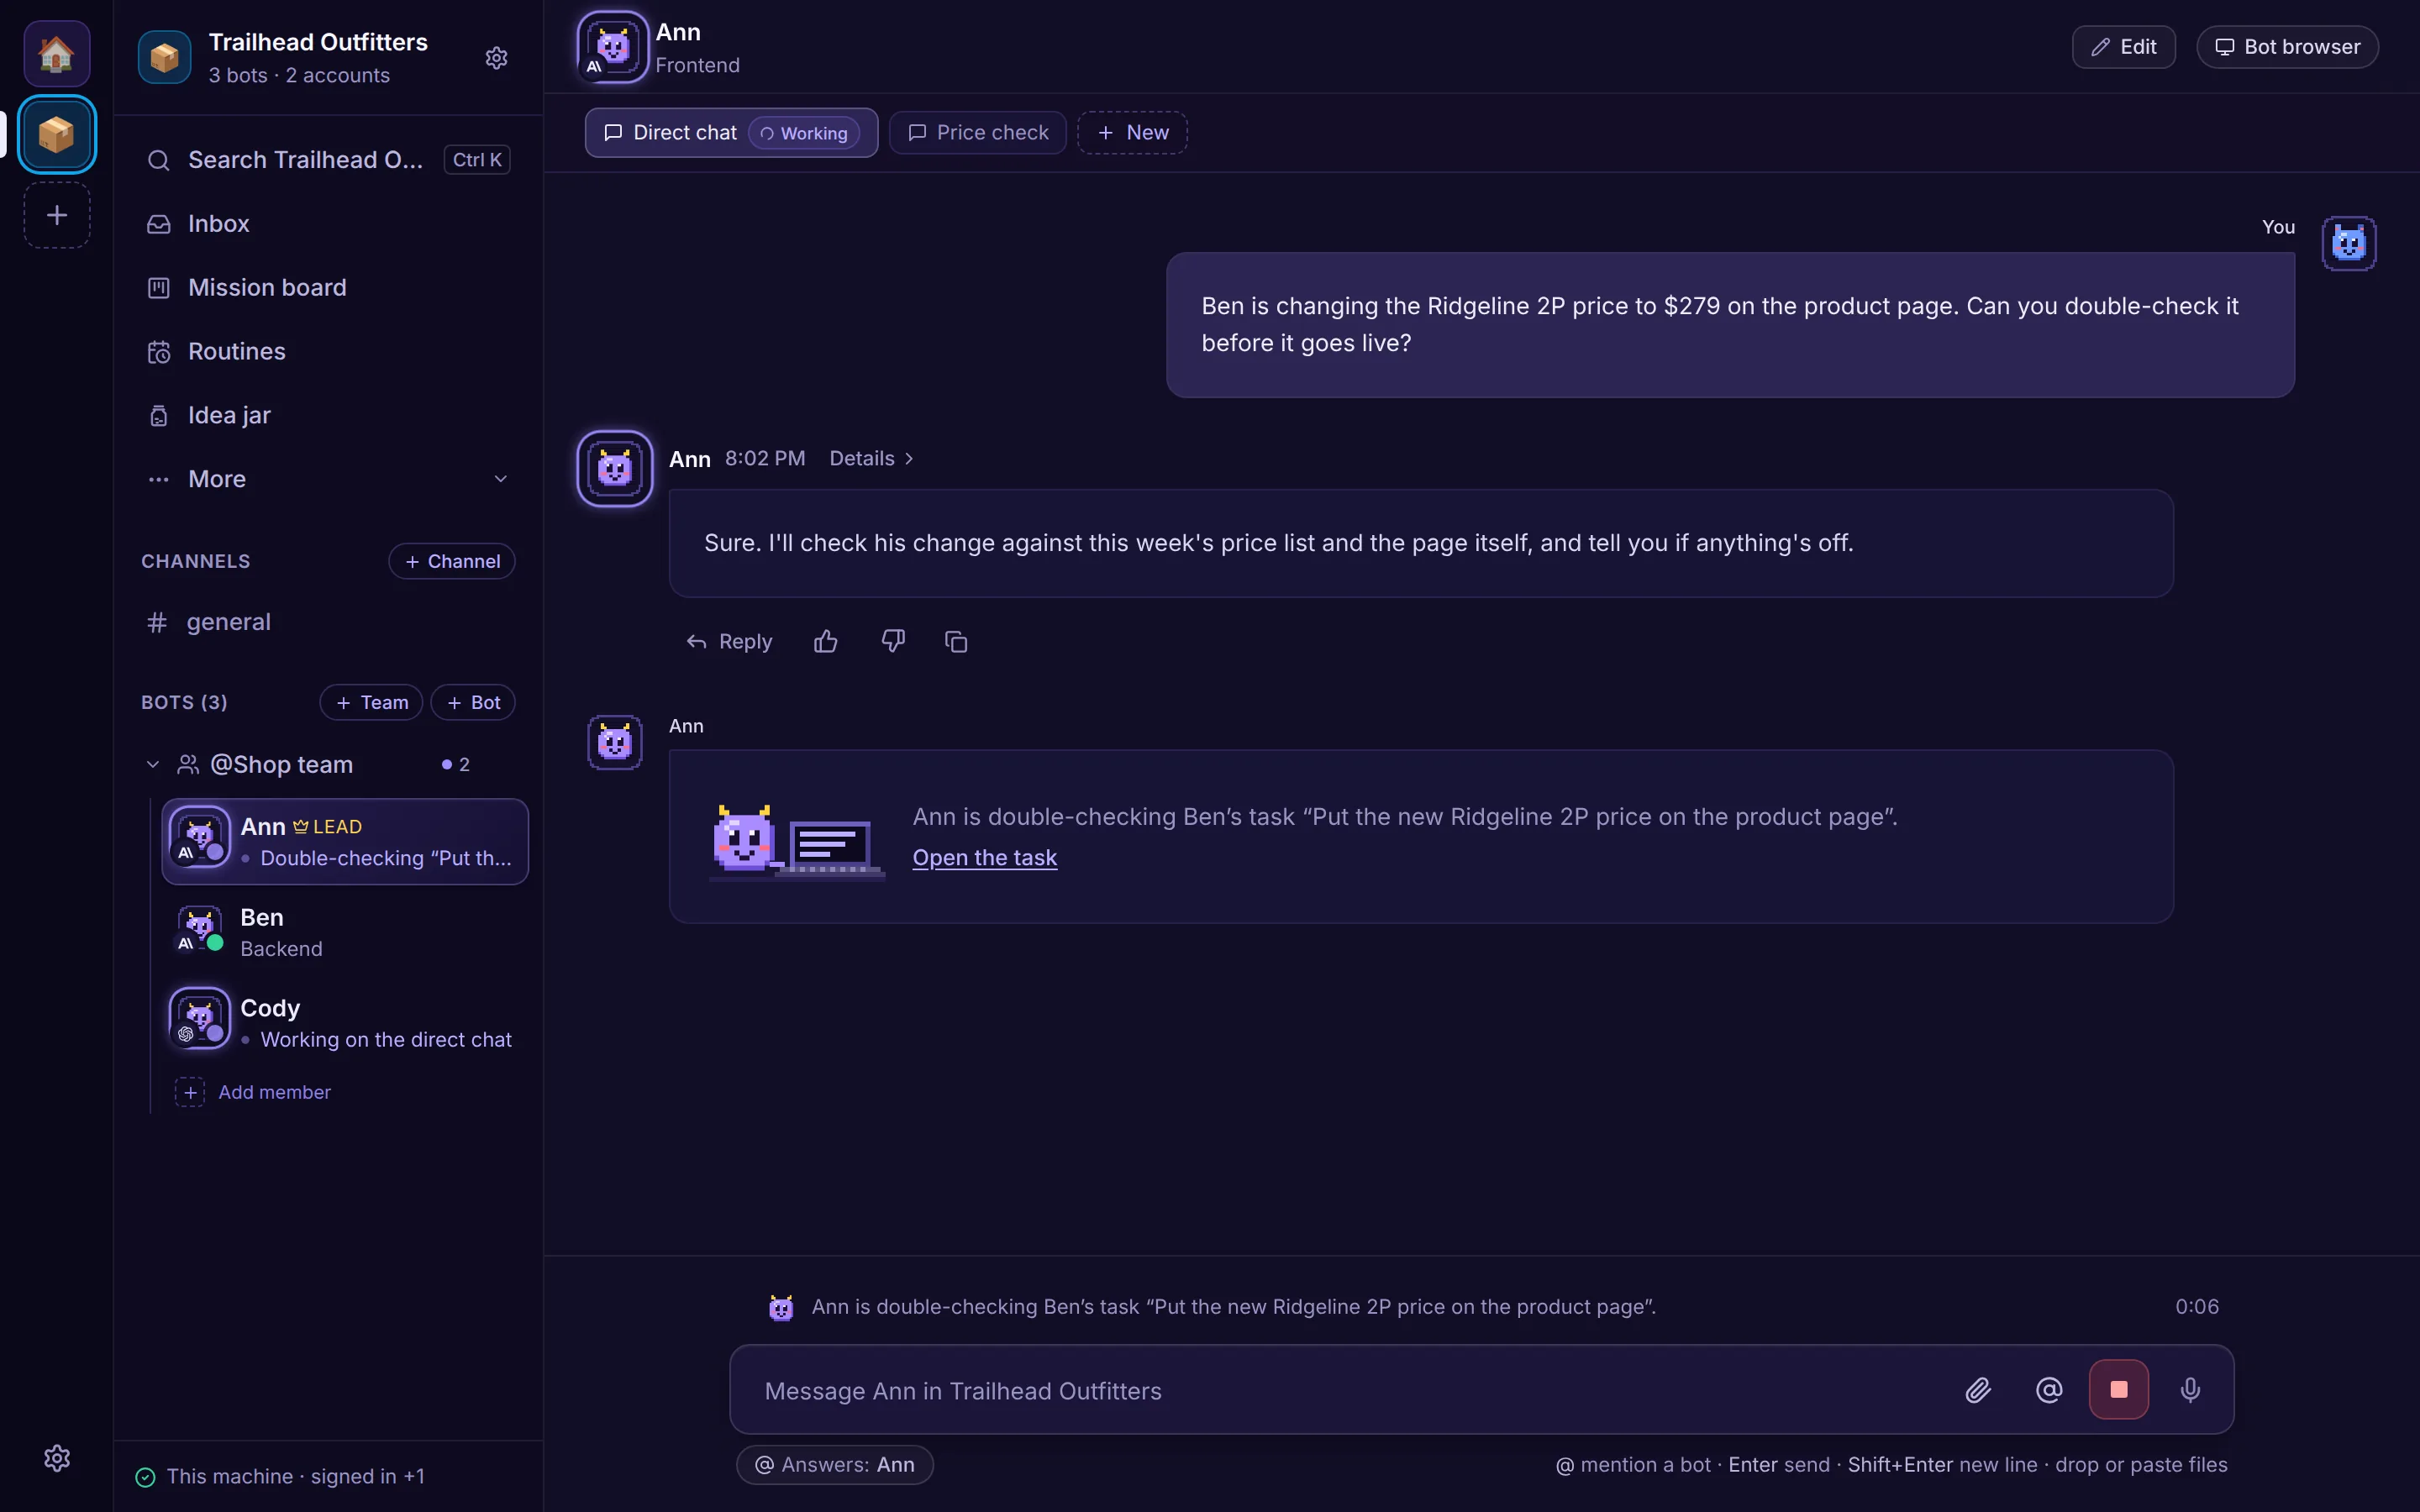 Trailhead Outfitters
3 bots · 2 accounts
Search Trailhead O...
Ctrl K
Inbox
Mission board
Routines
Idea jar
More
CHANNELS
+ Channel
# general
BOTS (3)
+ Team
+ Bot
@Shop team
2
Ann LEAD
Double-checking “Put th...
Ben
Backend
Cody
Working on the direct chat
+ Add member
This machine · signed in +1
Ann
Frontend
Edit
Bot browser
Direct chat
Working
Price check
+ New
You
Ben is changing the Ridgeline 2P price to $279 on the product page. Can you double-check it
before it goes live?
Ann 8:02 PM Details >
Sure. I'll check his change against this week's price list and the page itself, and tell you if anything's off.
Reply
Ann
Ann is double-checking Ben’s task “Put the new Ridgeline 2P price on the product page”.
Open the task
Ann is double-checking Ben’s task “Put the new Ridgeline 2P price on the product page”.
0:06
Message Ann in Trailhead Outfitters
@ Answers: Ann
@ mention a bot · Enter send · Shift+Enter new line · drop or paste files